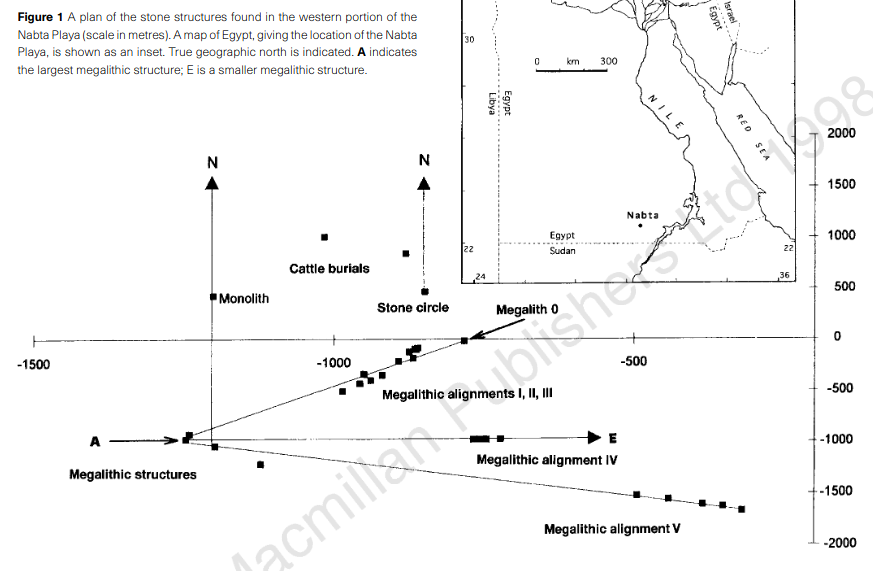 Figure 1 A plan of the stone structures found in the western portion of the
Nabta Playa (scale in metres). A map of Egypt, giving the location of the Nabta
Playa, is shown as an inset. True geographic north is indicated. A indicates
the largest megalithic structure; E is a smaller megalithic structure.
30
0 km 300
Egypt
Israel
Libya
Egypt
NILE
RED SEA
Nabta
Egypt
Sudan
22
22
24
36
N
N
Cattle burials
Monolith
Stone circle
Megalith 0
2000
1500
1000
500
0
-500
-1000
-1500
-2000
-1500
-1000
-500
Megalithic alignments I, II, III
A
E
Megalithic structures
Megalithic alignment IV
Megalithic alignment V
Macmillan Publishers Ltd 1998